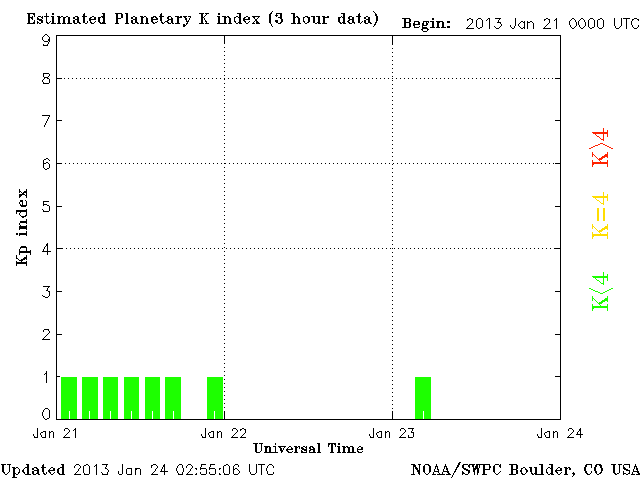 Estimated Planetary K index (3 hour data) Begin: 2013 Jan 21 0000 UTC
9
8
7
6
5
4
3
2
1
0
Kp index
K>4
K=4
K<4
Jan 21 Jan 22 Jan 23 Jan 24
Universal Time
Updated 2013 Jan 24 02:55:06 UTC NOAA/SWPC Boulder, CO USA